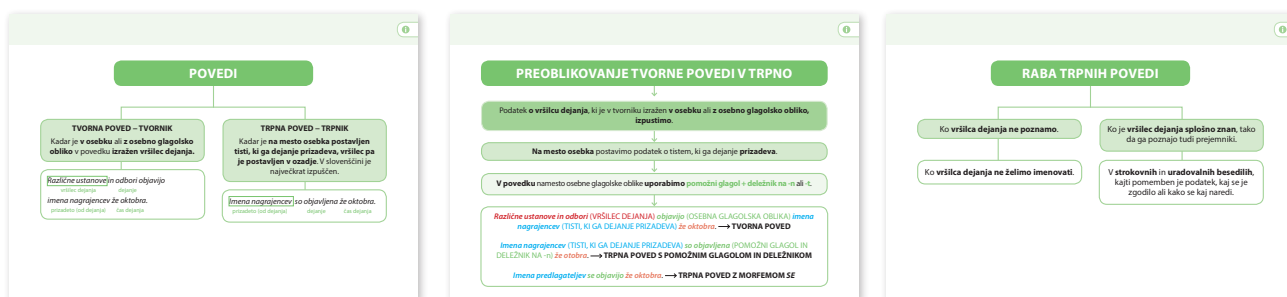 POVEDI
TVORNA POVED – TVORNIK
Kadar je v osebku ali z osebno glagolsko
obliko v povedku izražen vršilec dejanja.
Različne ustanove in odbori objavijo
vršilec dejanja dejanje
imena nagrajencev že oktobra.
prizadeto (od dejanja) čas dejanja
TRPNA POVED – TRPNIK
Kadar je na mesto osebka postavljen
tisti, ki ga dejanje prizadeva, vršilec pa
je postavljen v ozadje. V slovenščini je
največkrat izpuščen.
Imena nagrajencev so objavljena že oktobra.
prizadeto (od dejanja) dejanje čas dejanja
PREOBLIKOVANJE TVORNE POVEDI V TRPNO
Podatek o vršilcu dejanja, ki je v tvorniku izražen v osebku ali z osebno glagolsko obliko,
izpustimo.
Na mesto osebka postavimo podatek o tistem, ki ga dejanje prizadeva.
V povedku namesto osebne glagolske oblike uporabimo pomožni glagol + deležnik na -n ali -t.
Različne ustanove in odbori (VRŠILEC DEJANJA) objavijo (OSEBNA GLAGOLSKA OBLIKA) imena
nagrajencev (TISTI, KI GA DEJANJE PRIZADEVA) že oktobra. → TVORNA POVED
Imena nagrajencev (TISTI, KI GA DEJANJE PRIZADEVA) so objavljena (POMOŽNI GLAGOL IN
DELEŽNIK NA -n) že otobra. → TRPNA POVED S POMOŽNIM GLAGOLOM IN DELEŽNIKOM
Imena predlagateljev se objavijo že oktobra. → TRPNA POVED Z MORFEMOM SE
RABA TRPNIH POVEDI
Ko vršilca dejanja ne poznamo.
Ko vršilca dejanja ne želimo imenovati.
Ko je vršilec dejanja splošno znan, tako
da ga poznajo tudi prejemniki.
V strokovnih in uradovalnih besedilih,
kajti pomemben je podatek, kaj se je
zgodilo ali kako se kaj naredi.